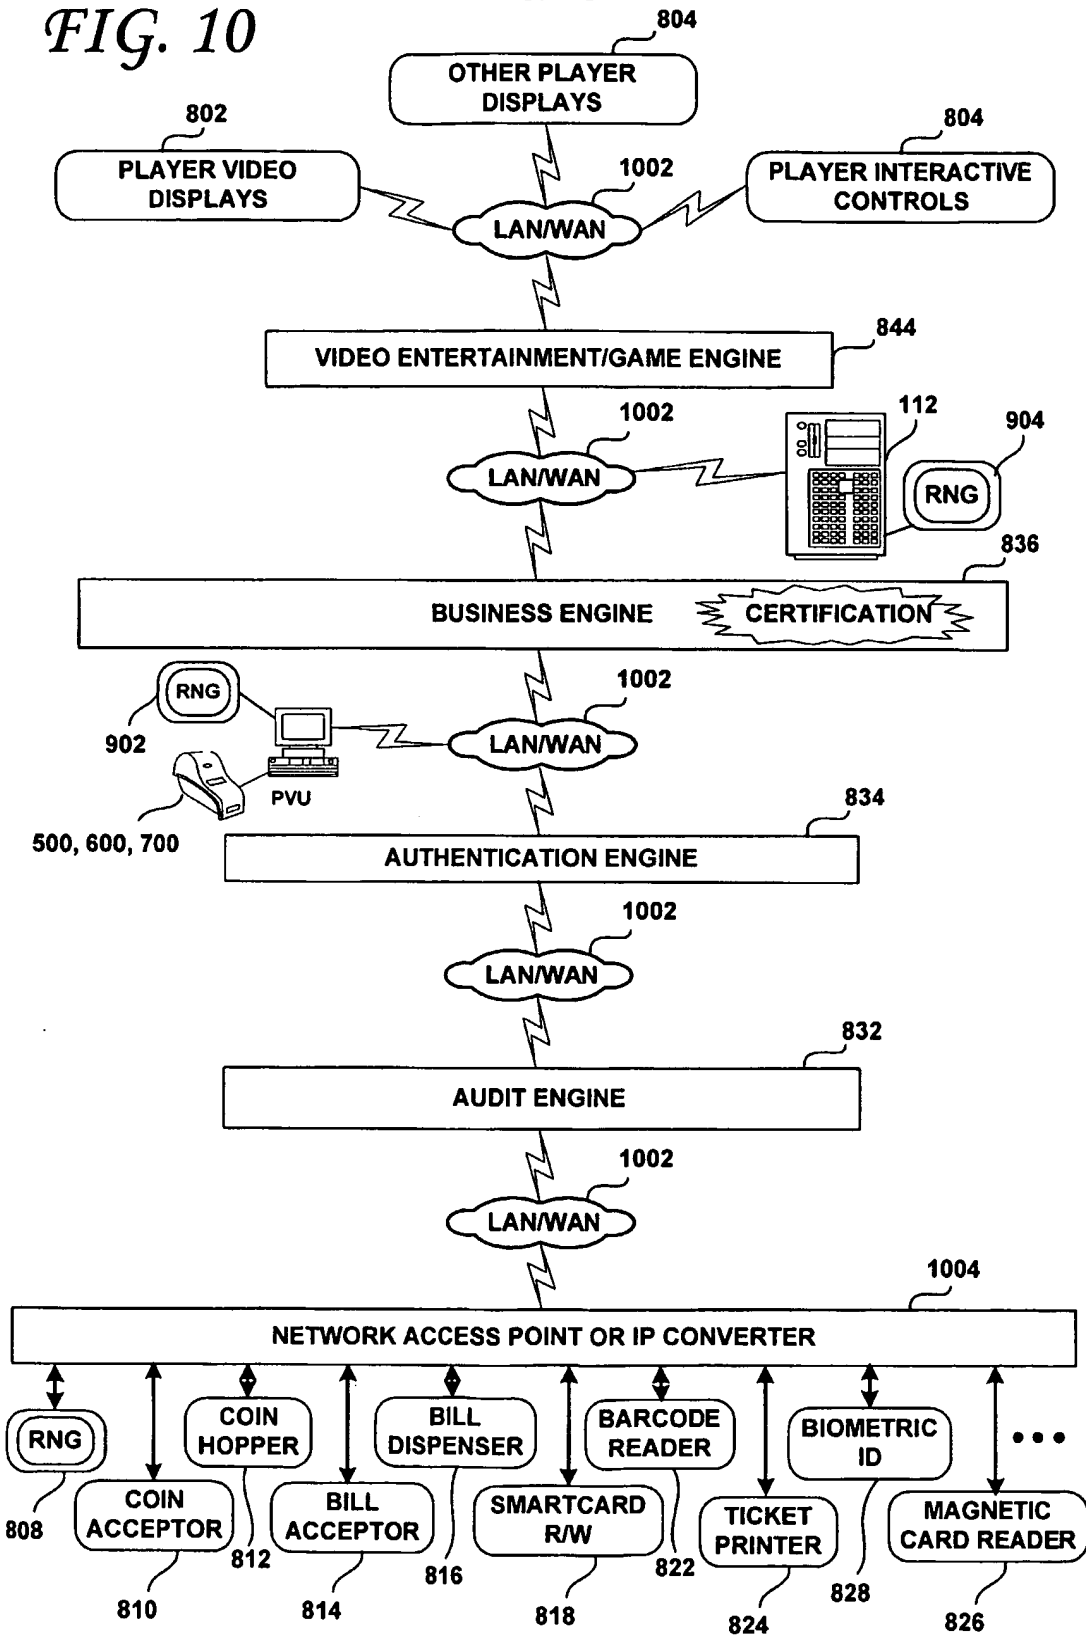 FIG. 10
804
OTHER PLAYER
DISPLAYS
802
PLAYER VIDEO
DISPLAYS
804
PLAYER INTERACTIVE
CONTROLS
1002
LAN/WAN
844
VIDEO ENTERTAINMENT/GAME ENGINE
1002
LAN/WAN
112
904
RNG
836
BUSINESS ENGINE
CERTIFICATION
RNG
902
1002
LAN/WAN
PVU
500, 600, 700
834
AUTHENTICATION ENGINE
1002
LAN/WAN
832
AUDIT ENGINE
1002
LAN/WAN
1004
NETWORK ACCESS POINT OR IP CONVERTER
RNG
808
COIN
ACCEPTOR
810
COIN
HOPPER
812
BILL
ACCEPTOR
814
BILL
DISPENSER
816
SMARTCARD
R/W
818
BARCODE
READER
822
TICKET
PRINTER
824
BIOMETRIC
ID
828
MAGNETIC
CARD READER
826